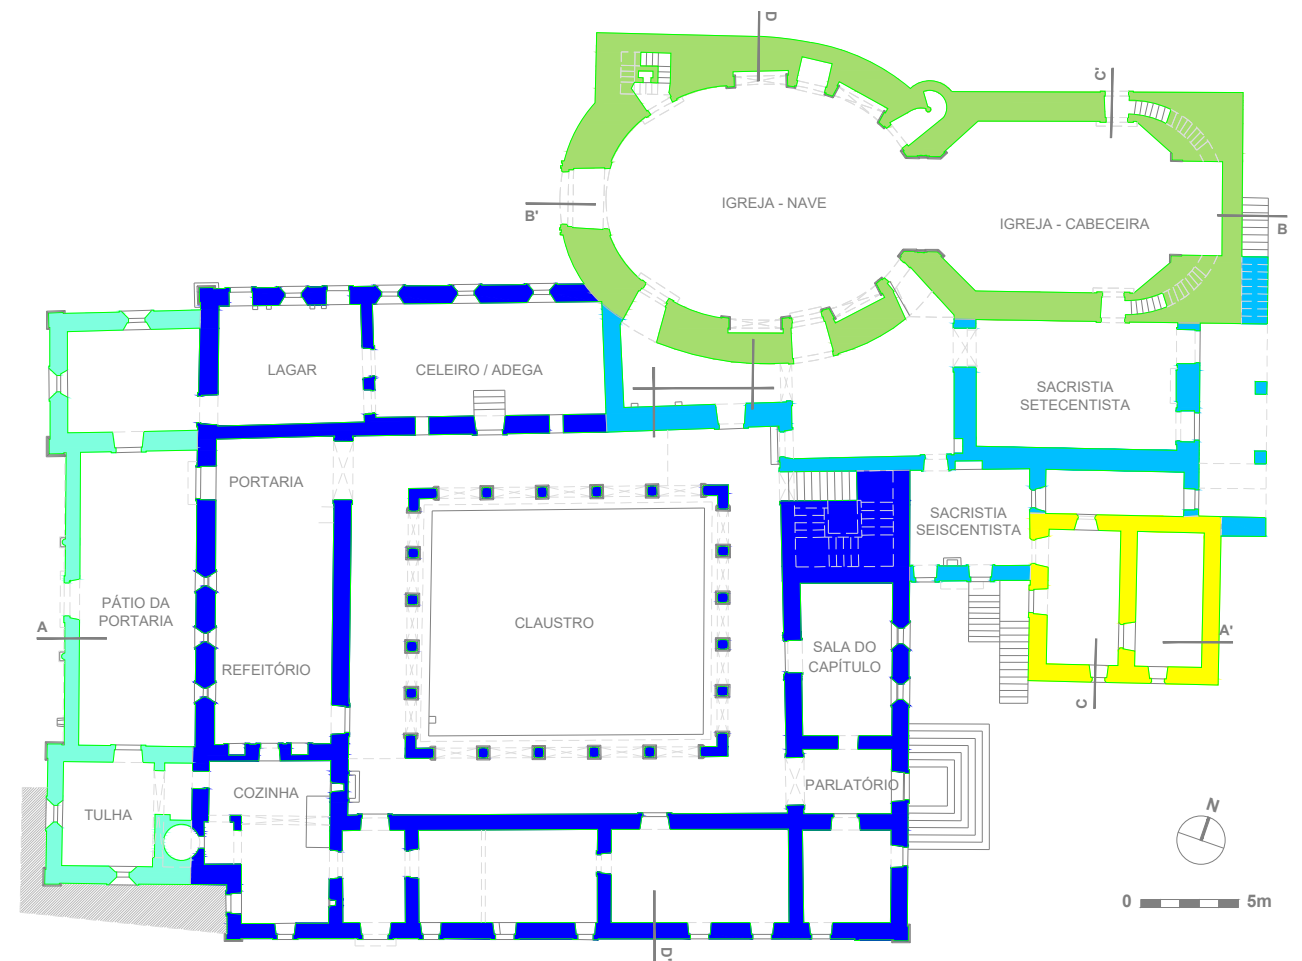 D
C'
B'
IGREJA - NAVE
IGREJA - CABECEIRA
B
LAGAR
CELEIRO / ADEGA
SACRISTIA
SETECENTISTA
PORTARIA
SACRISTIA
SEISCENTISTA
PÁTIO DA
PORTARIA
A
CLAUSTRO
A'
SALA DO
CAPÍTULO
REFEITÓRIO
C
COZINHA
PARLATÓRIO
TULHA
N
0
5m
D'